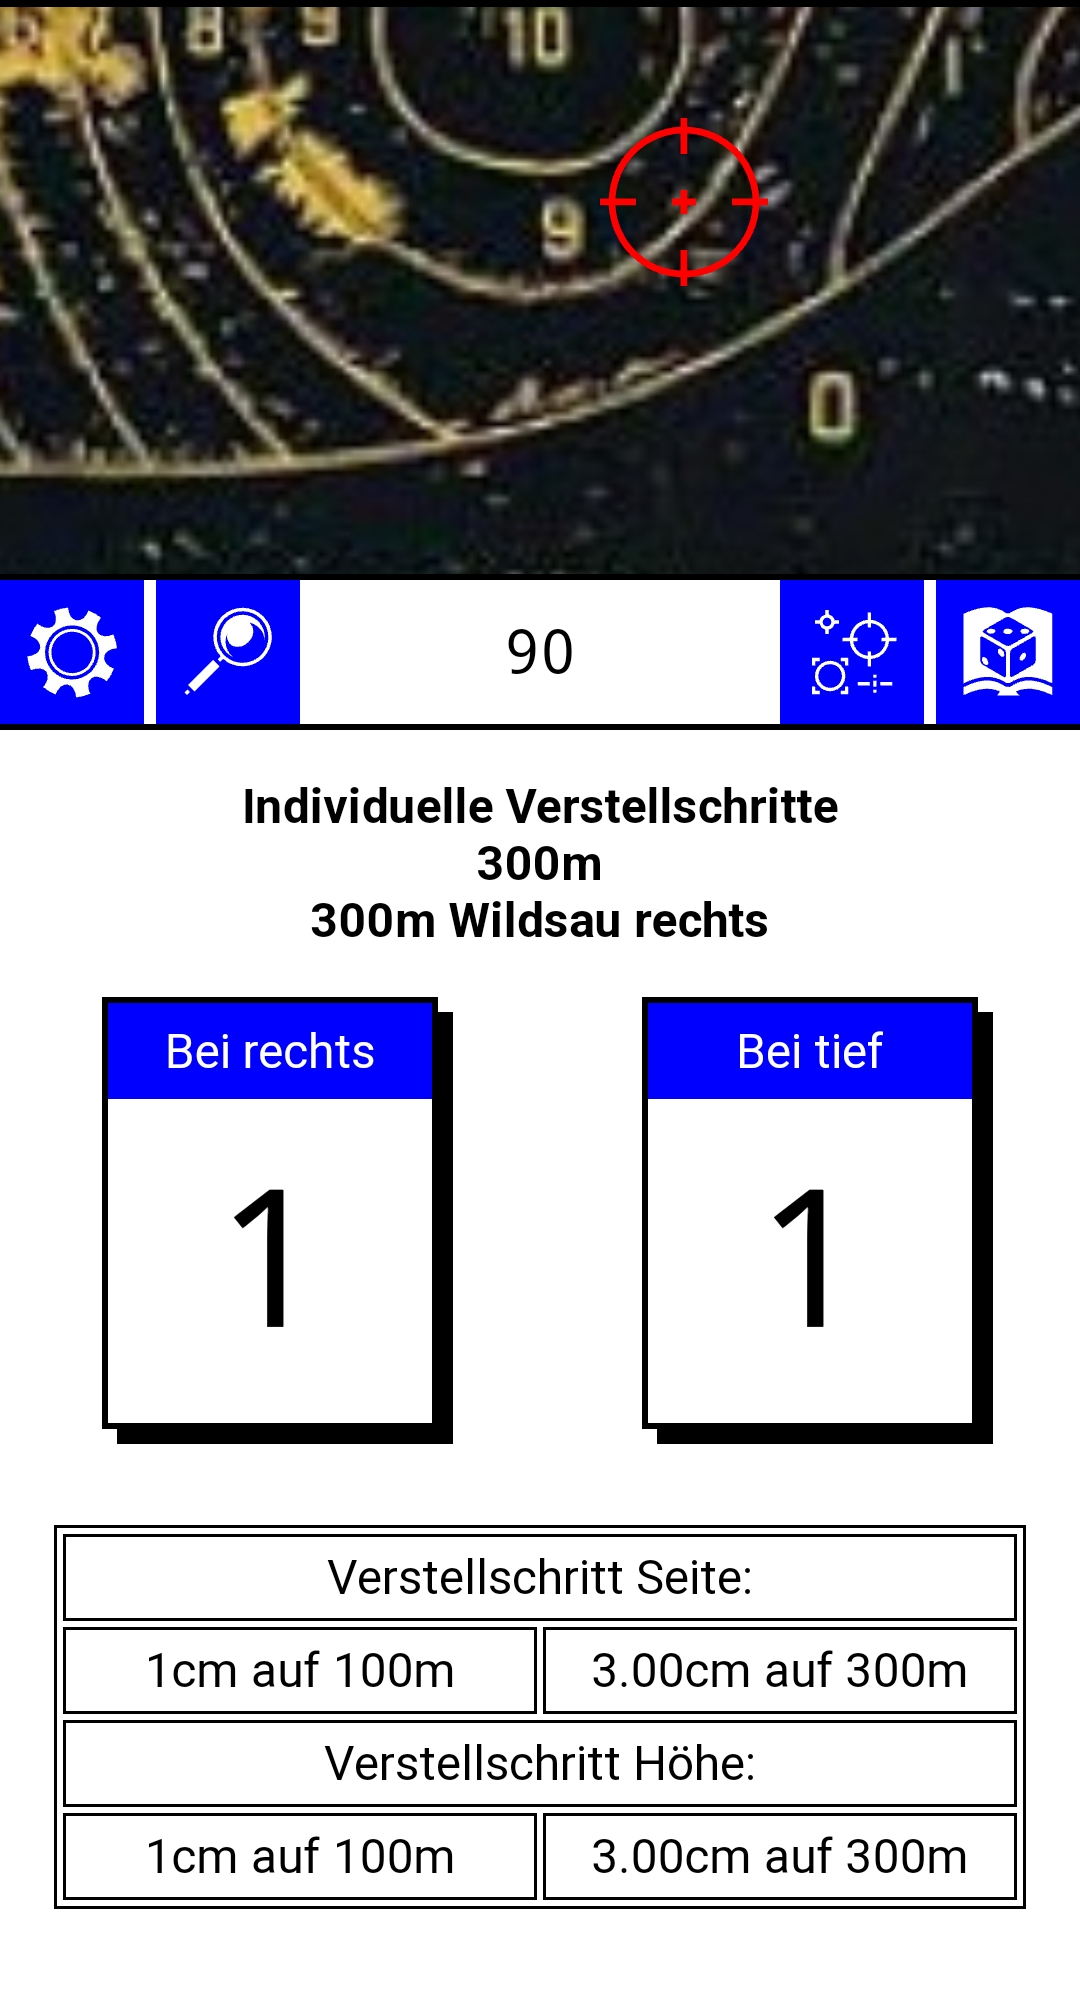 8 9 10
9
0
90
Individuelle Verstellschritte
300m
300m Wildsau rechts
Bei rechts Bei tief
1 1
Verstellschritt Seite:
1cm auf 100m 3.00cm auf 300m
Verstellschritt Höhe:
1cm auf 100m 3.00cm auf 300m